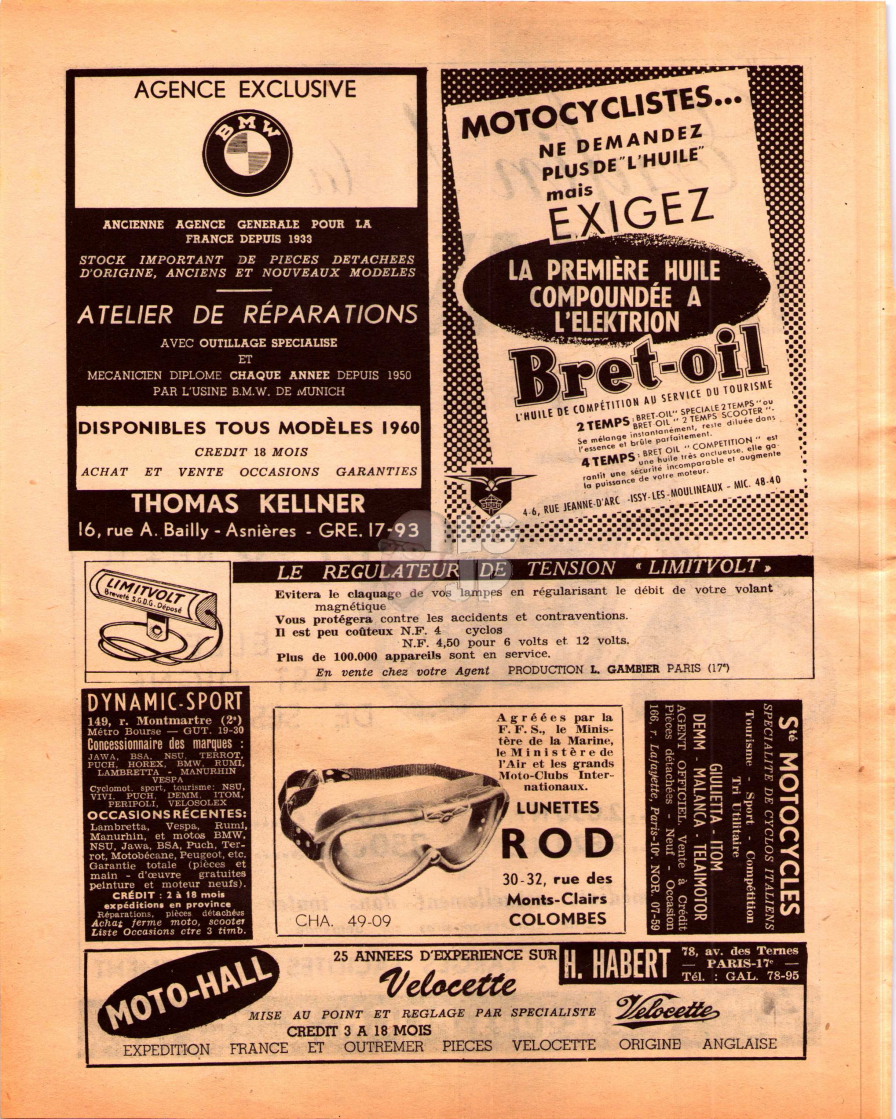 AGENCE EXCLUSIVE
BMW
ANCIENNE AGENCE GENERALE POUR LA
FRANCE DEPUIS 1933
STOCK IMPORTANT DE PIECES DETACHEES
D'ORIGINE, ANCIENS ET NOUVEAUX MODELES
ATELIER DE RÉPARATIONS
AVEC OUTILLAGE SPECIALISE
ET
MECANICIEN DIPLOME CHAQUE ANNEE DEPUIS 1950
PAR L'USINE B.M.W. DE MUNICH
DISPONIBLES TOUS MODÈLES 1960
CREDIT 18 MOIS
ACHAT ET VENTE OCCASIONS GARANTIES
THOMAS KELLNER
16, rue A. Bailly - Asnières - GRE. 17-93
MOTOCYCLISTES...
NE DEMANDEZ
PLUS DE "L'HUILE"
mais
EXIGEZ
LA PREMIÈRE HUILE
COMPOUNDÉE A
L'ELEKTRION
Bret-oil
L'HUILE DE COMPÉTITION AU SERVICE DU TOURISME
2 TEMPS : BRET-OIL" SPECIALE 2 TEMPS "ou
BRET OIL " 2 TEMPS SCOOTER ".
Se mélange instantanément, reste diluée dans
l'essence et brûle parfaitement.
4 TEMPS : BRET OIL " COMPETITION " est
une huile très onctueuse, elle ga-
rantit une sécurité incomparable et augmente
la puissance de votre moteur.
4-6, RUE JEANNE-D'ARC -ISSY-LES-MOULINEAUX - MIC. 48-40
LIMITVOLT
Breveté S.G.D.G. Déposé
LE REGULATEUR DE TENSION « LIMITVOLT »
Evitera le claquage de vos lampes en régularisant le débit de votre volant
magnétique
Vous protégera contre les accidents et contraventions.
Il est peu coûteux N.F. 4 cyclos
N.F. 4,50 pour 6 volts et 12 volts.
Plus de 100.000 appareils sont en service.
En vente chez votre Agent PRODUCTION L. GAMBIER PARIS (17e)
DYNAMIC-SPORT
149, r. Montmartre (2e)
Métro Bourse — GUT. 19-30
Concessionnaire des marques :
JAWA, BSA, NSU, TERROT,
PUCH, HOREX, BMW, RUMI,
LAMBRETTA - MANURHIN
VESPA
Cyclomot. sport, tourisme: NSU,
VIVI, PUCH, DEMM, ITOM,
PERIPOLI, VELOSOLEX
OCCASIONS RÉCENTES:
Lambretta, Vespa, Rumi,
Manurhin, et motos BMW,
NSU, Jawa, BSA, Puch, Ter-
rot, Motobécane, Peugeot, etc.
Garantie totale (pièces et
main - d'œuvre gratuites
peinture et moteur neufs).
CRÉDIT : 2 à 18 mois
expéditions en province
Réparations, pièces détachées
Achat ferme moto, scooter
Liste Occasions ctre 3 timb.
Agréées par la
F. F. S., le Minis-
tère de la Marine,
le Ministère de
l'Air et les grands
Moto-Clubs Inter-
nationaux.
LUNETTES
ROD
30-32, rue des
Monts-Clairs
COLOMBES
CHA. 49-09
Sté MOTOCYCLES
SPECIALITE DE CYCLOS ITALIENS
Tourisme - Sport - Compétition
Tri Utilitaire
GIULIETTA - ITOM
DEMM - MALANCA - TELAIMOTOR
AGENT OFFICIEL Vente à Crédit
Pièces détachées - Neuf - Occasion
166, r. Lafayette, Paris-10e NOR. 07-59
MOTO-HALL
25 ANNEES D'EXPERIENCE SUR
Velocette
H. HABERT
78, av. des Ternes
— PARIS-17e —
Tél. : GAL. 78-95
MISE AU POINT ET REGLAGE PAR SPECIALISTE
Velocette
CREDIT 3 A 18 MOIS
EXPEDITION FRANCE ET OUTREMER PIECES VELOCETTE ORIGINE ANGLAISE